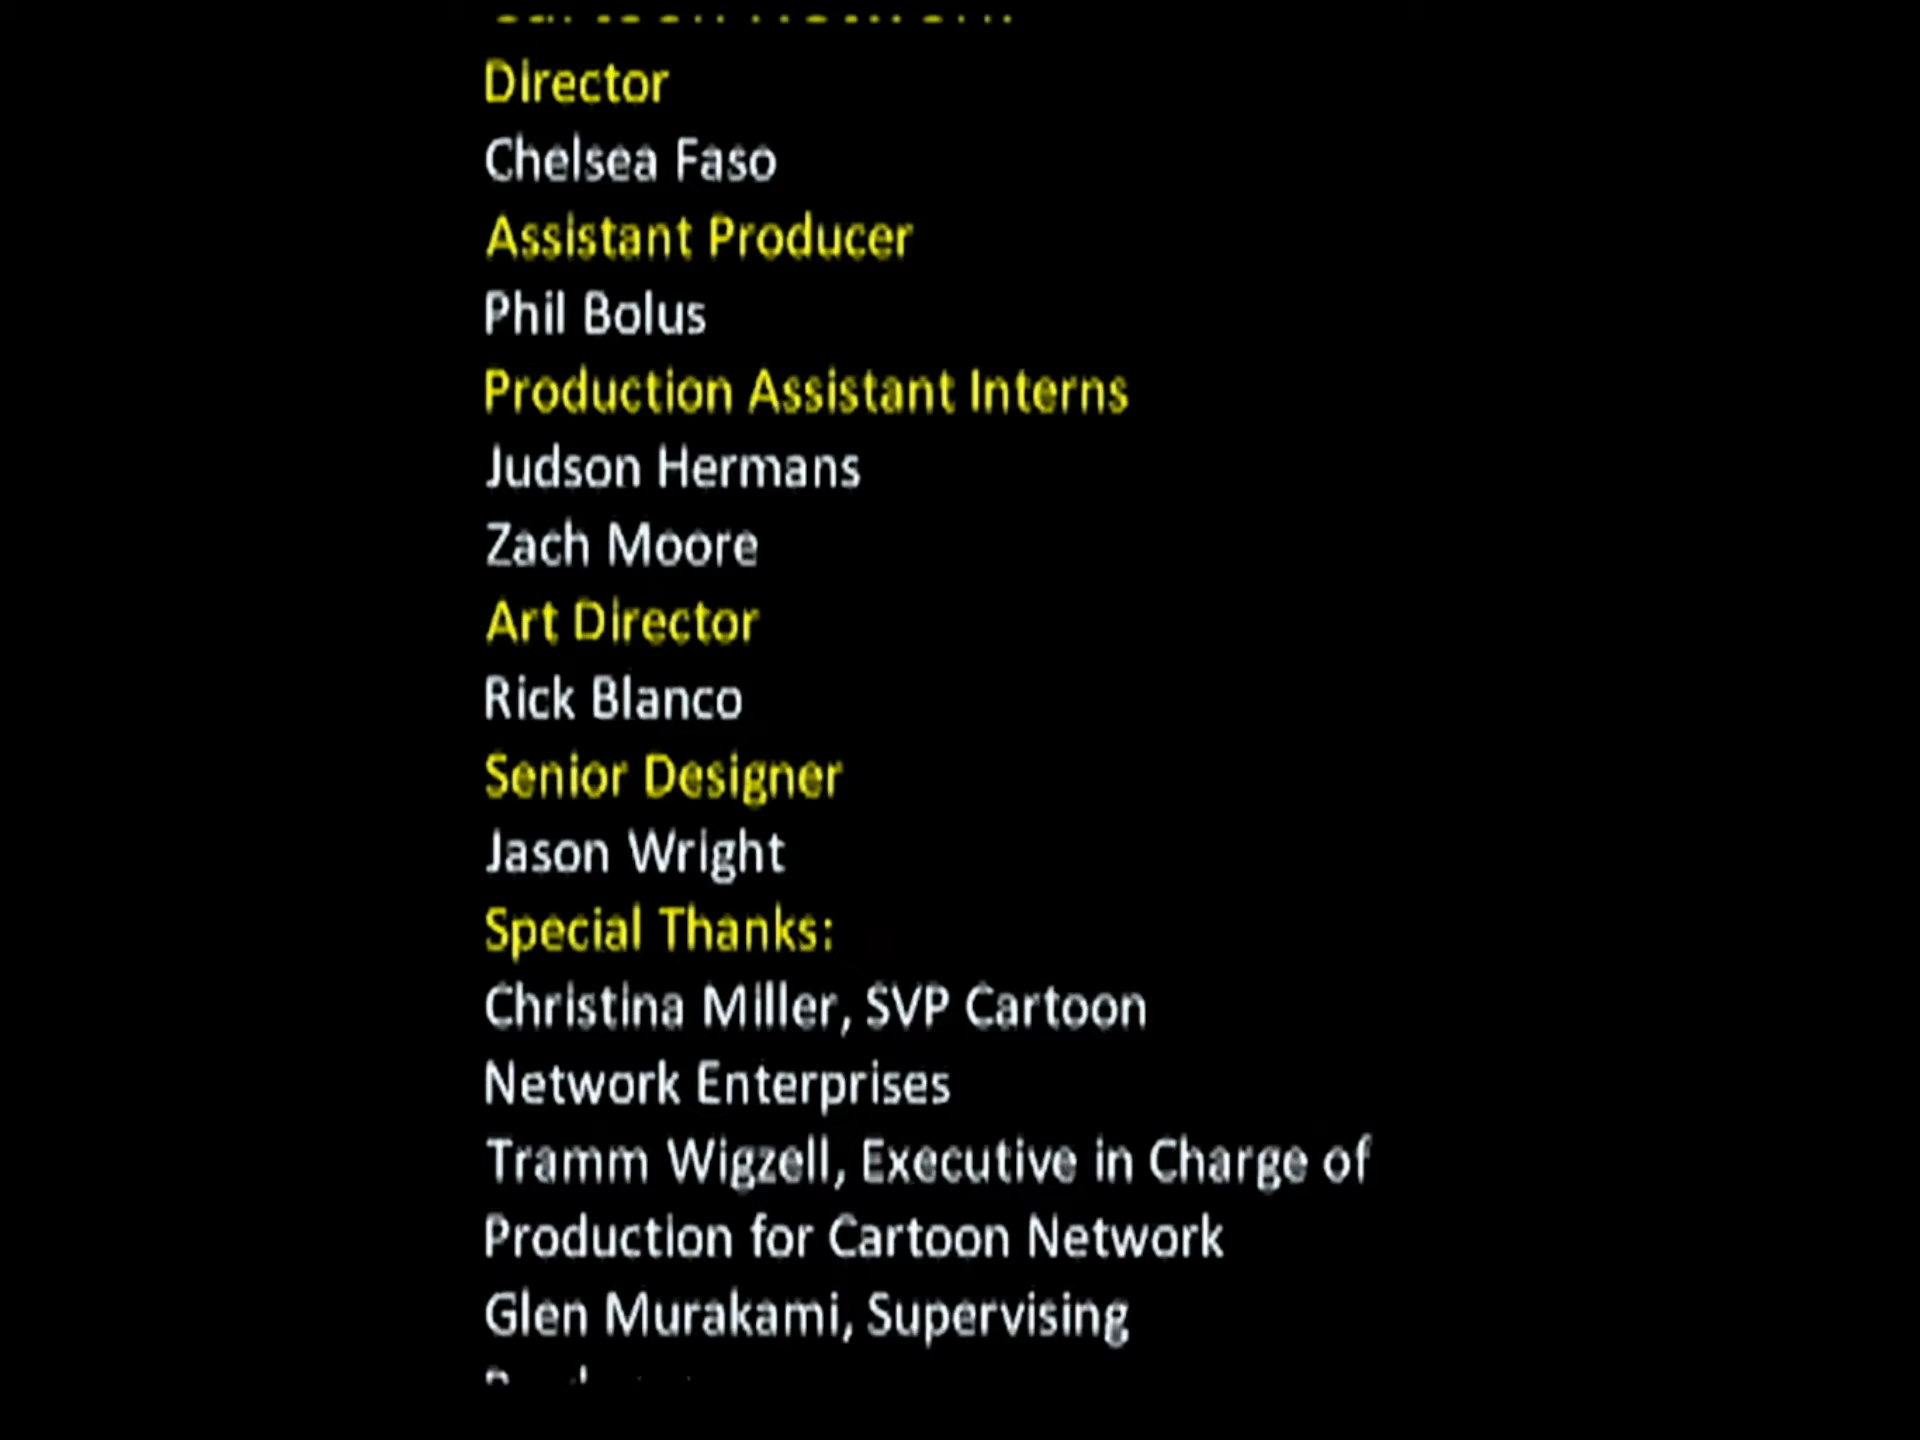 Director
Chelsea Faso
Assistant Producer
Phil Bolus
Production Assistant Interns
Judson Hermans
Zach Moore
Art Director
Rick Blanco
Senior Designer
Jason Wright
Special Thanks:
Christina Miller, SVP Cartoon
Network Enterprises
Tramm Wigzell, Executive in Charge of
Production for Cartoon Network
Glen Murakami, Supervising